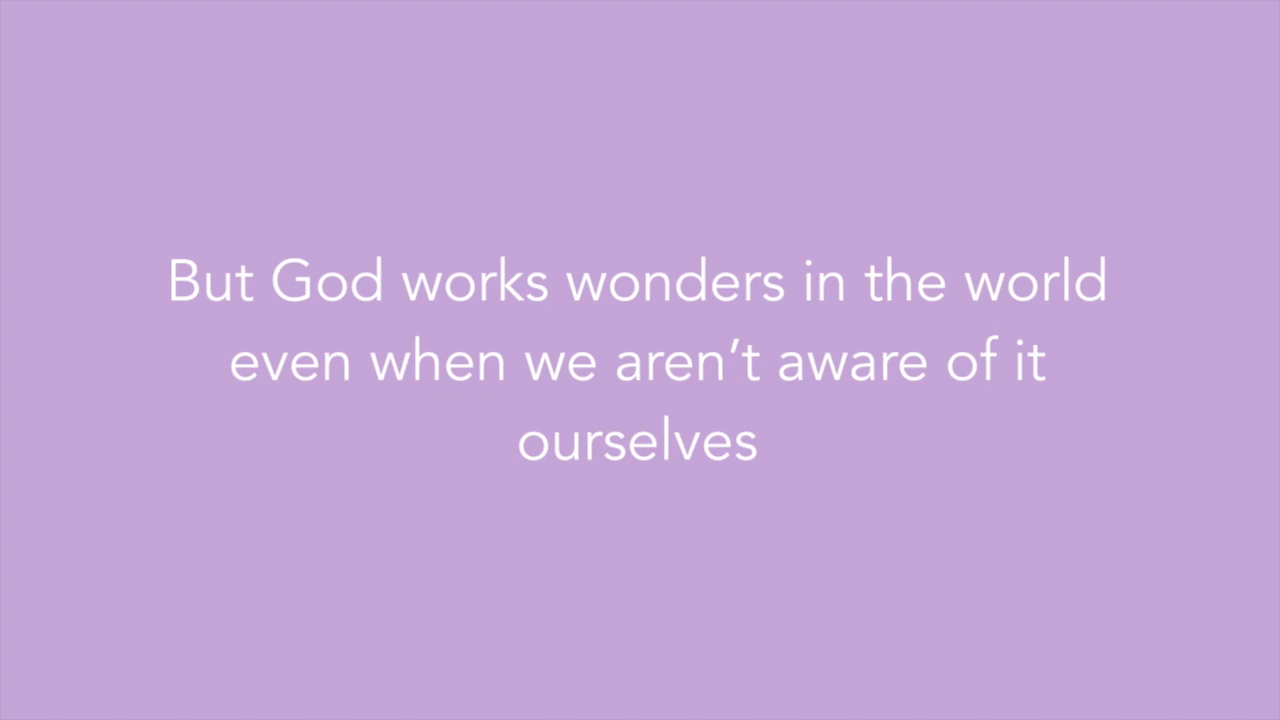 But God works wonders in the world
even when we aren’t aware of it
ourselves